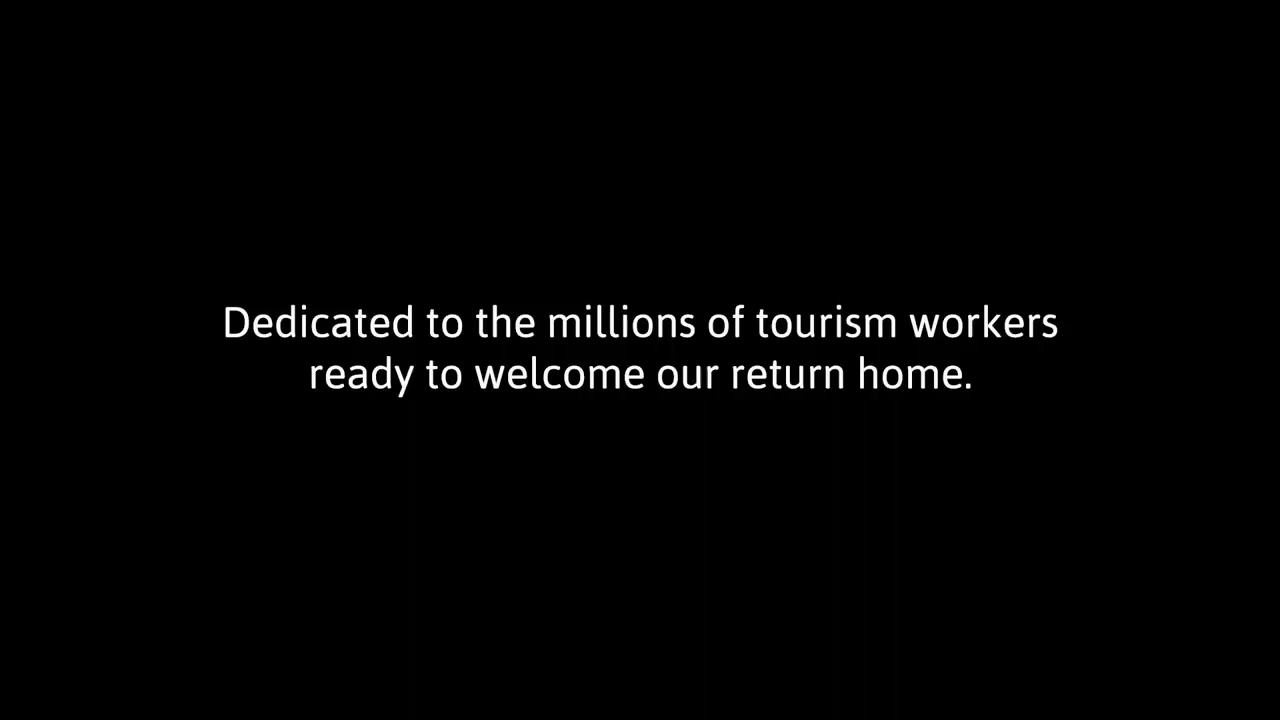 Dedicated to the millions of tourism workers
ready to welcome our return home.